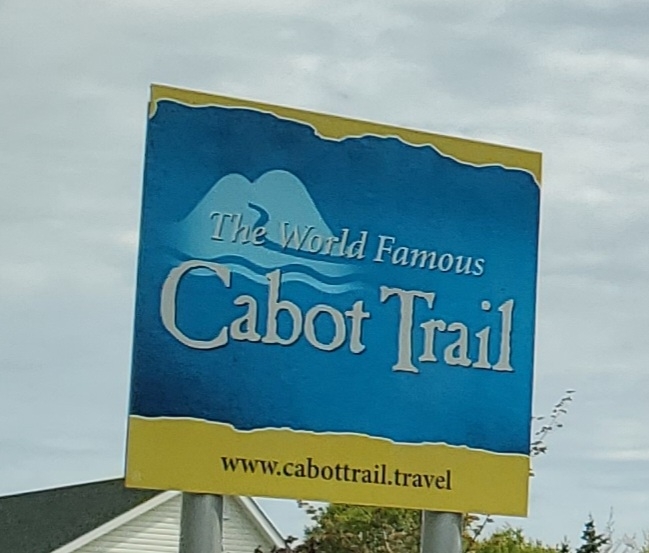 The World Famous
Cabot Trail
www.cabottrail.travel